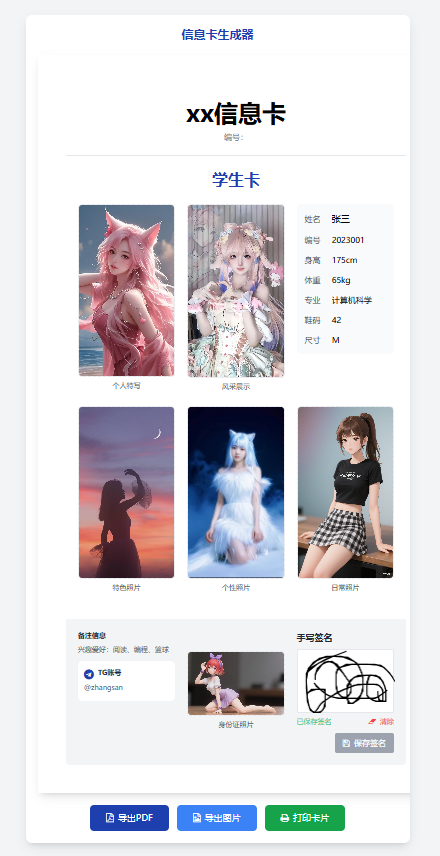 信息卡生成器
xx信息卡
编号:
学生卡
姓名 张三
编号 2023001
身高 175cm
体重 65kg
专业 计算机科学
鞋码 42
尺寸 M
个人特写
风采展示
特色照片
个性照片
日常照片
备注信息
兴趣爱好：阅读、编程、篮球
TG账号
@zhangsan
身份证照片
手写签名
已保存签名
清除
保存签名
导出PDF
导出图片
打印卡片